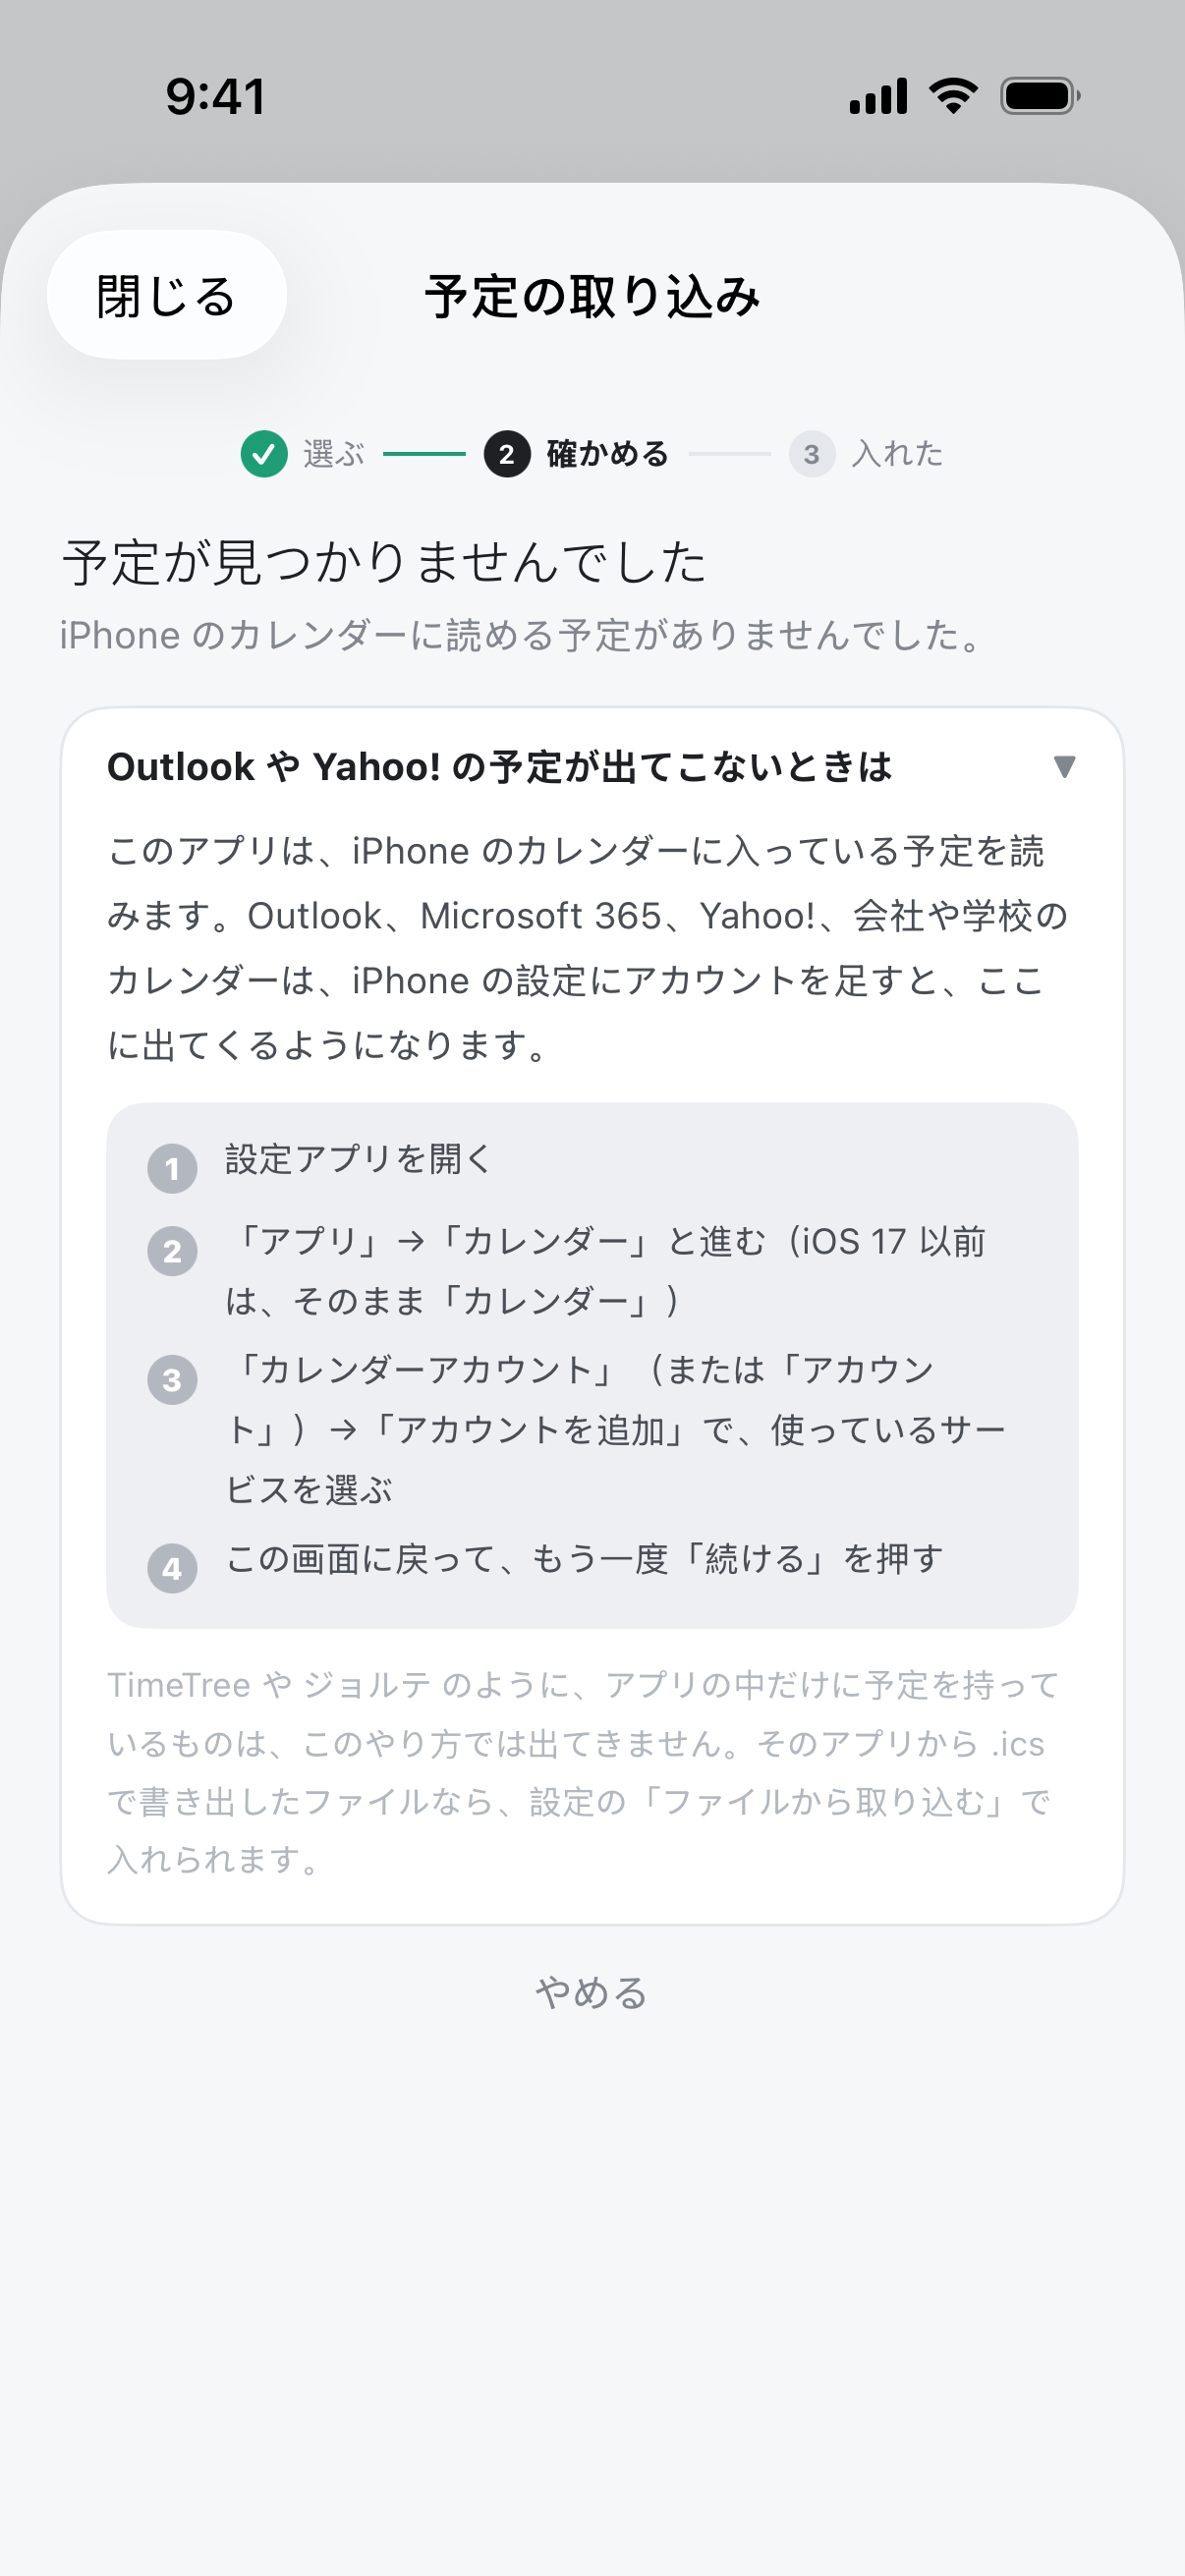 9:41
閉じる
予定の取り込み
選ぶ 2 確かめる 3 入れた
予定が見つかりませんでした
iPhone のカレンダーに読める予定がありませんでした。
Outlook や Yahoo! の予定が出てこないときは ▼
このアプリは、iPhone のカレンダーに入っている予定を読
みます。Outlook、Microsoft 365、Yahoo!、会社や学校の
カレンダーは、iPhone の設定にアカウントを足すと、ここ
に出てくるようになります。
1 設定アプリを開く
2 「アプリ」→「カレンダー」と進む（iOS 17 以前
は、そのまま「カレンダー」）
3 「カレンダーアカウント」（または「アカウン
ト」）→「アカウントを追加」で、使っているサー
ビスを選ぶ
4 この画面に戻って、もう一度「続ける」を押す
TimeTree や ジョルテ のように、アプリの中だけに予定を持って
いるものは、このやり方では出てきません。そのアプリから .ics
で書き出したファイルなら、設定の「ファイルから取り込む」で
入れられます。
やめる